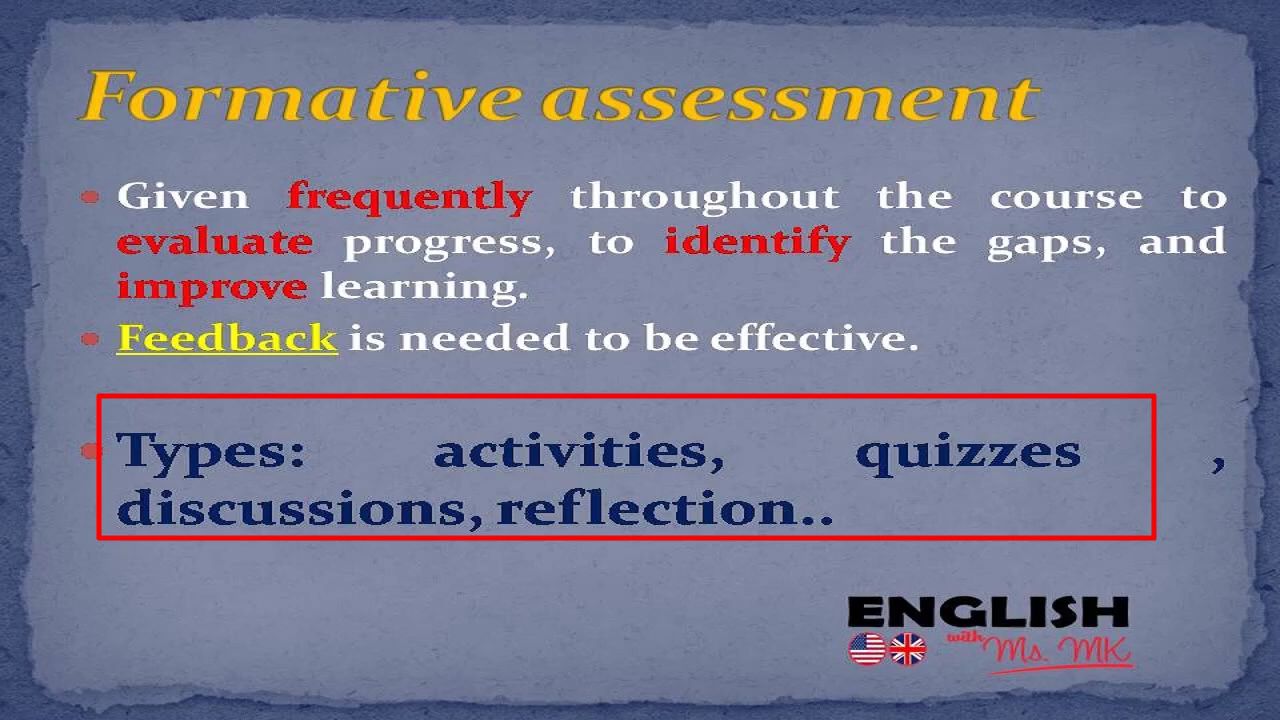 Formative assessment
Given frequently throughout the course to
evaluate progress, to identify the gaps, and
improve learning.
Feedback is needed to be effective.
Types: activities, quizzes ,
discussions, reflection..
ENGLISH
with Ms. MK